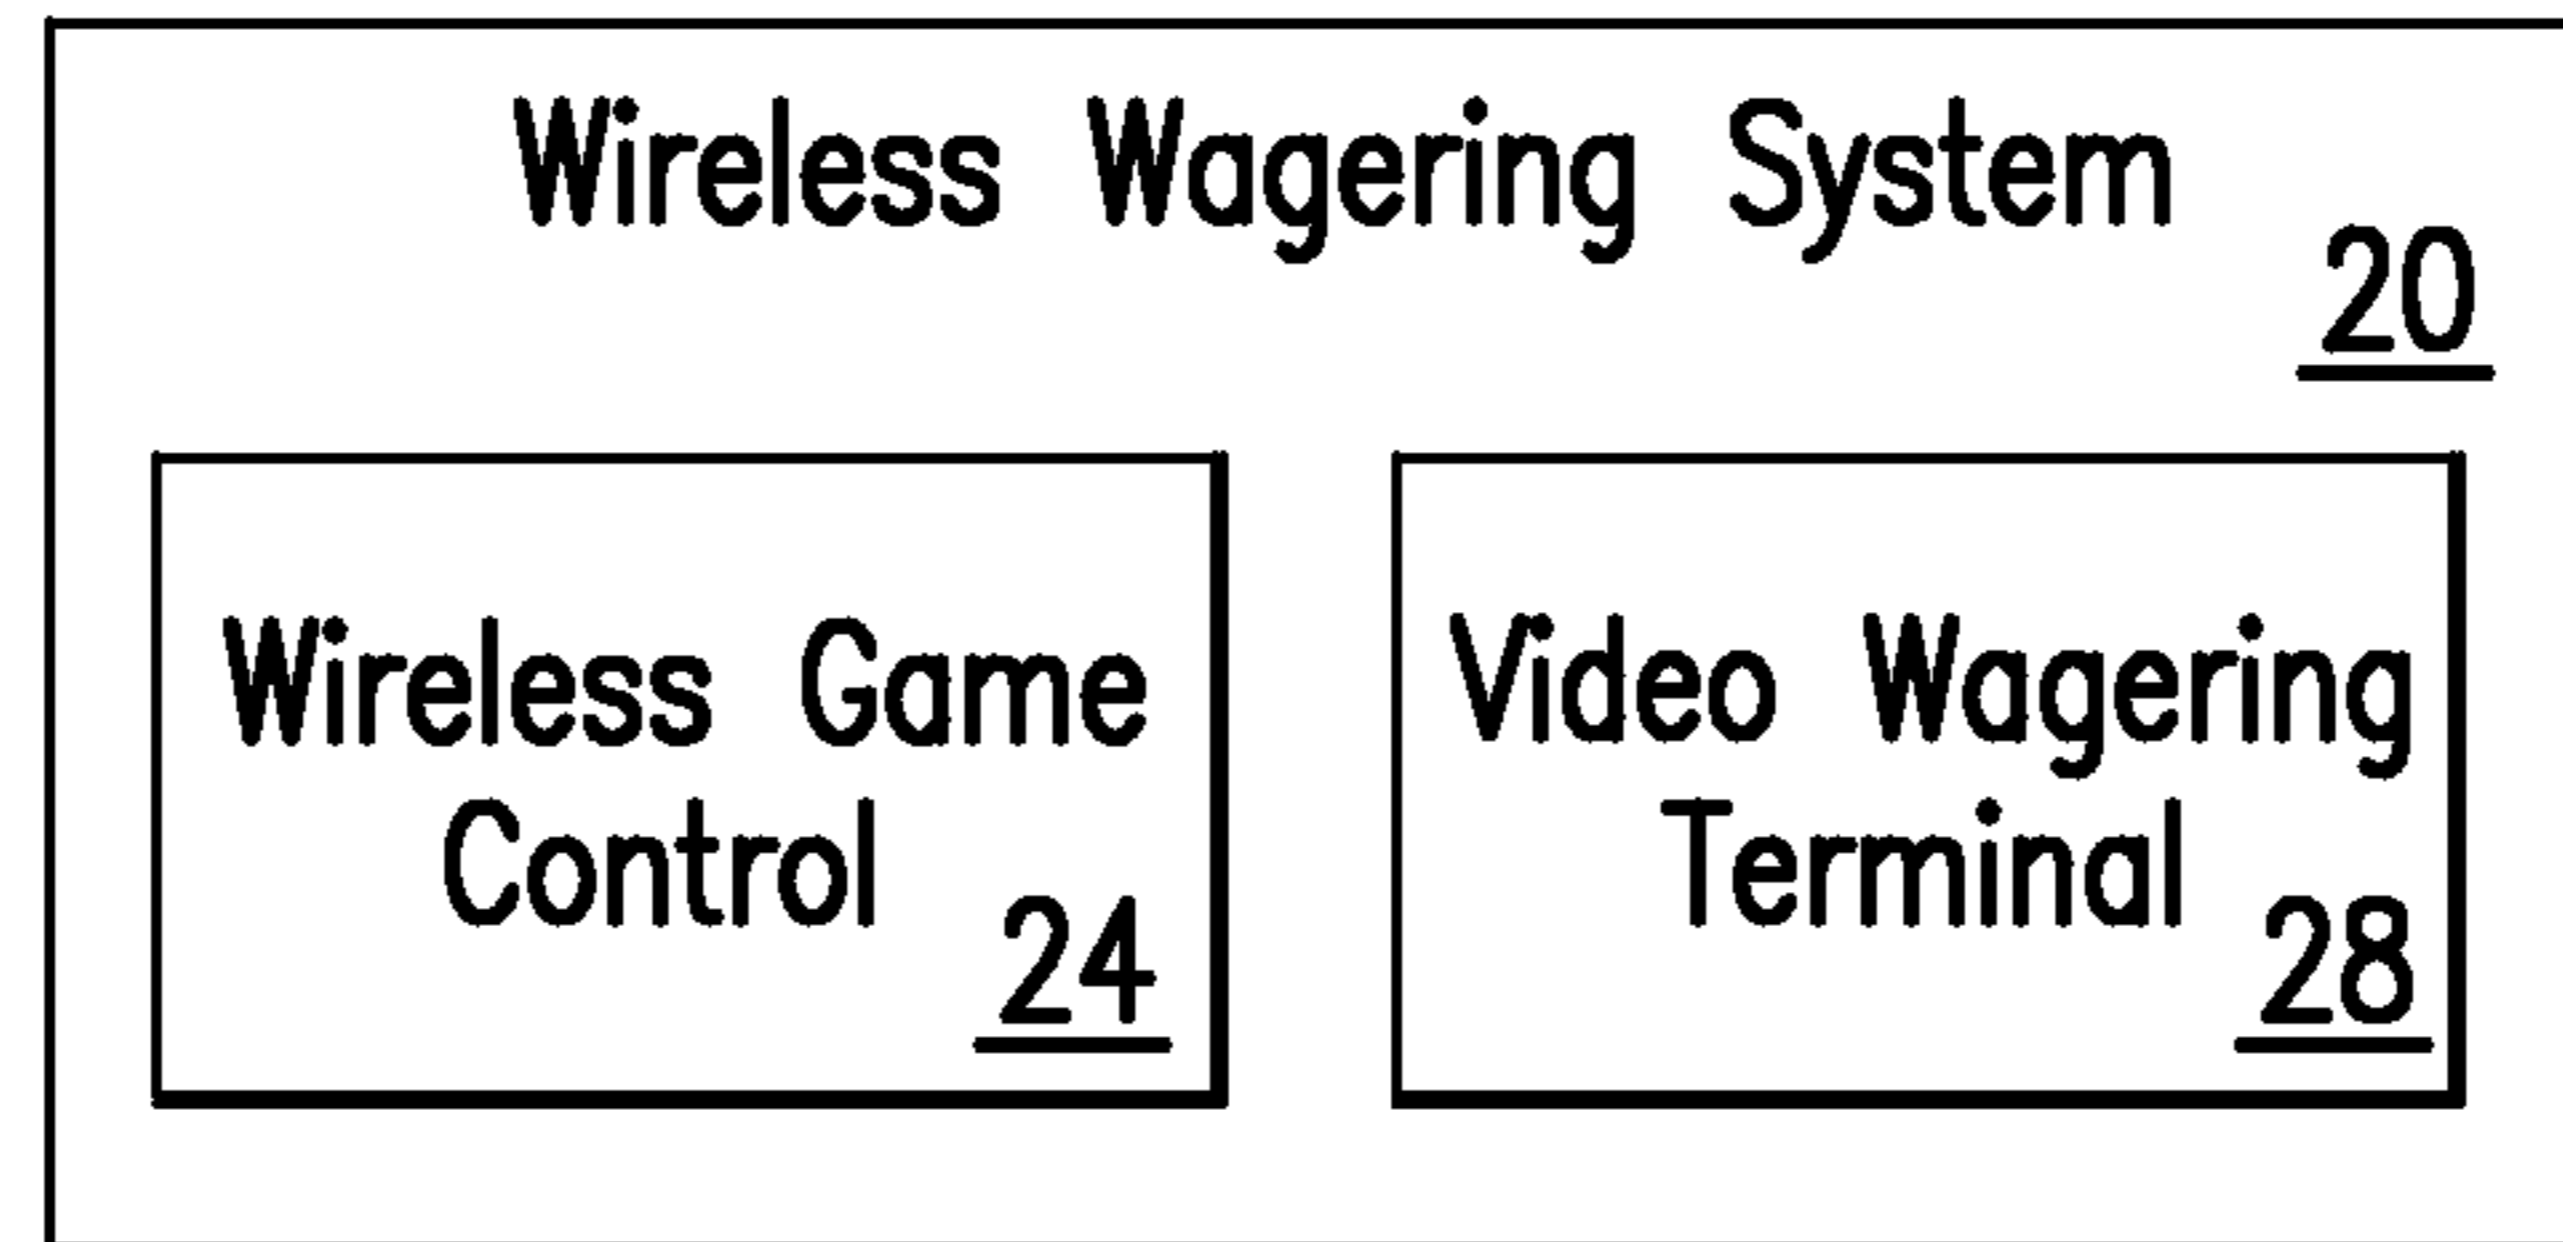 Wireless Wagering System
20
Wireless Game
Control
24
Video Wagering
Terminal
28